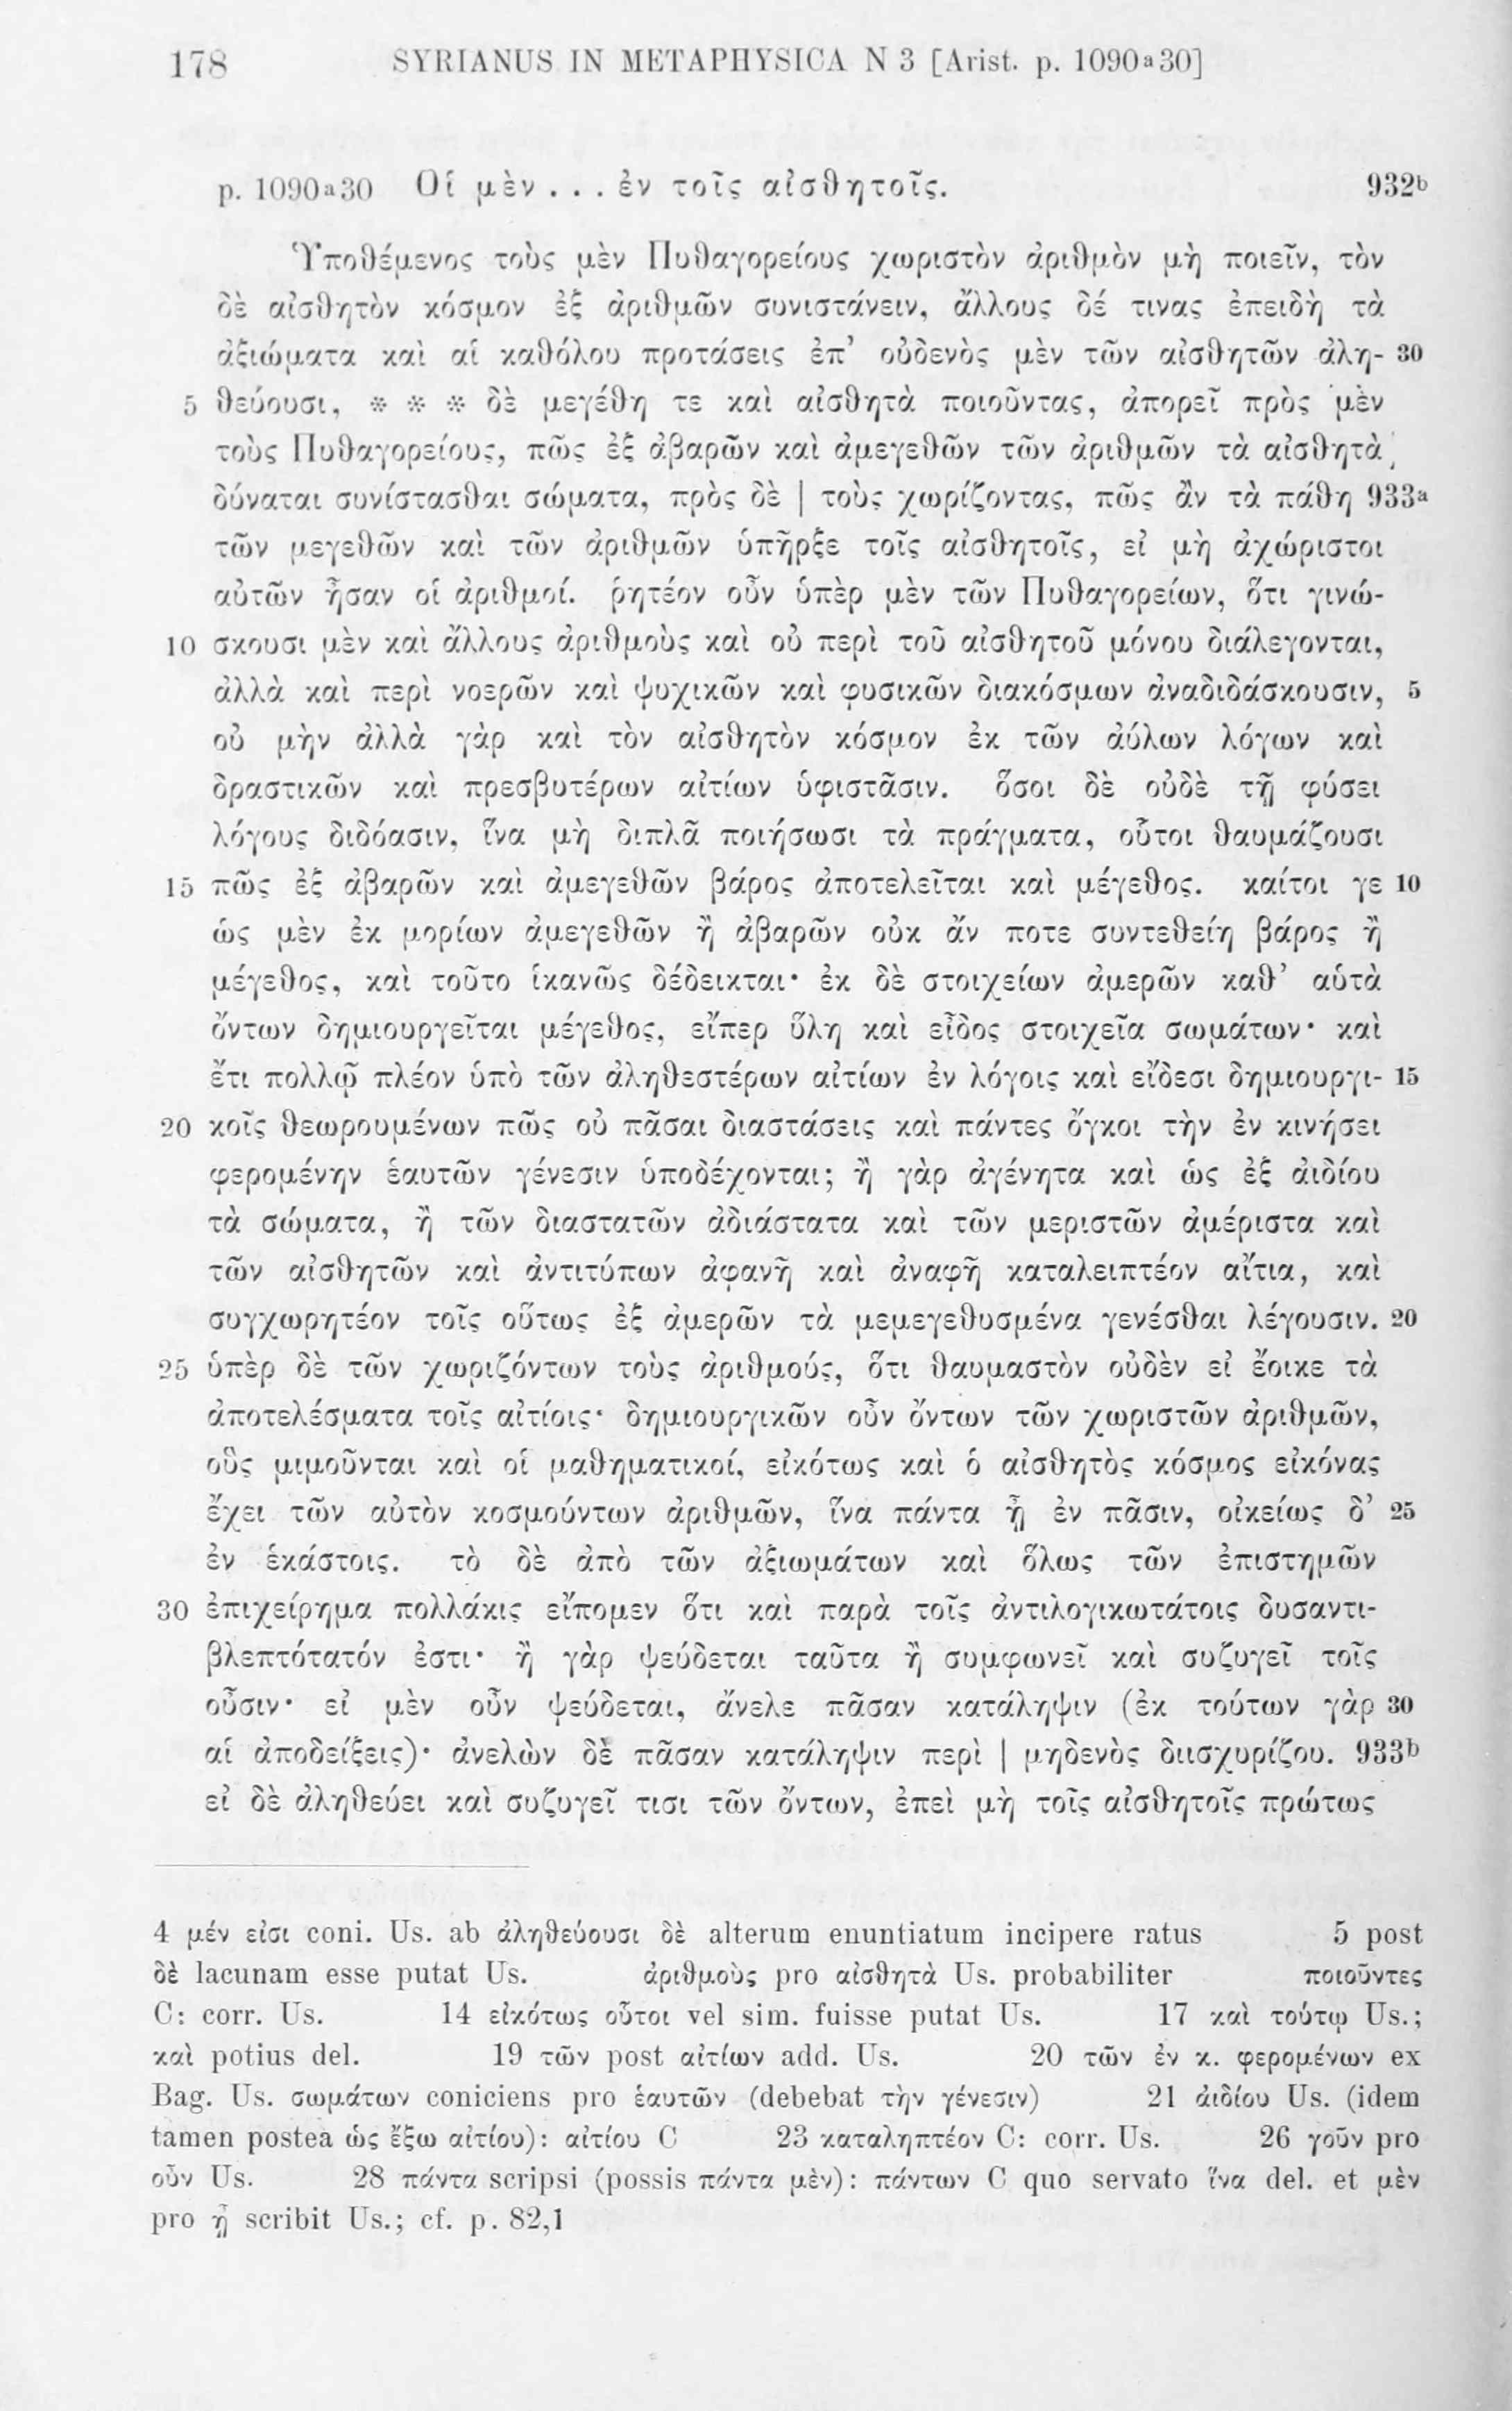 178 SYRIANUS IN METAPHYSICA N 3 [Arist. p. 1090a30]
p. 1090a30 Οἱ μὲν . . . ἐν τοῖς αἰσθητοῖς. 932b
Ὑποθέμενος τοὺς μὲν Πυθαγορείους χωριστὸν ἀριθμὸν μὴ ποιεῖν, τὸν
δὲ αἰσθητὸν κόσμον ἐξ ἀριθμῶν συνιστάνειν, ἄλλους δέ τινας ἐπειδὴ τὰ
ἀξιώματα καὶ αἱ καθόλου προτάσεις ἐπ’ οὐδενὸς μὲν τῶν αἰσθητῶν ἀλη- 30
5 θεύουσι, * * * δὲ μεγέθη τε καὶ αἰσθητὰ ποιοῦντας, ἀπορεῖ πρὸς μὲν
τοὺς Πυθαγορείους, πῶς ἐξ ἀβαρῶν καὶ ἀμεγεθῶν τῶν ἀριθμῶν τὰ αἰσθητὰ
δύναται συνίστασθαι σώματα, πρὸς δὲ | τοὺς χωρίζοντας, πῶς ἂν τὰ πάθη 933a
τῶν μεγεθῶν καὶ τῶν ἀριθμῶν ὑπῆρξε τοῖς αἰσθητοῖς, εἰ μὴ ἀχώριστοι
αὐτῶν ἦσαν οἱ ἀριθμοί. ῥητέον οὖν ὑπὲρ μὲν τῶν Πυθαγορείων, ὅτι γινώ-
10 σκουσι μὲν καὶ ἄλλους ἀριθμοὺς καὶ οὐ περὶ τοῦ αἰσθητοῦ μόνου διάλεγονται,
ἀλλὰ καὶ περὶ νοερῶν καὶ ψυχικῶν καὶ φυσικῶν διακόσμων ἀναδιδάσκουσιν, 5
οὐ μὴν ἀλλὰ γὰρ καὶ τὸν αἰσθητὸν κόσμον ἐκ τῶν ἀύλων λόγων καὶ
δραστικῶν καὶ πρεσβυτέρων αἰτίων ὑφιστᾶσιν. ὅσοι δὲ οὐδὲ τῇ φύσει
λόγους διδόασιν, ἵνα μὴ διπλᾶ ποιήσωσι τὰ πράγματα, οὗτοι θαυμάζουσι
15 πῶς ἐξ ἀβαρῶν καὶ ἀμεγεθῶν βάρος ἀποτελεῖται καὶ μέγεθος. καίτοι γε 10
ὡς μὲν ἐκ μορίων ἀμεγεθῶν ἢ ἀβαρῶν οὐκ ἄν ποτε συντεθείη βάρος ἢ
μέγεθος, καὶ τοῦτο ἱκανῶς δέδεικται· ἐκ δὲ στοιχείων ἀμερῶν καθ’ αὑτὰ
ὄντων δημιουργεῖται μέγεθος, εἴπερ ὕλη καὶ εἶδος στοιχεῖα σωμάτων· καὶ
ἔτι πολλῷ πλέον ὑπὸ τῶν ἀληθεστέρων αἰτίων ἐν λόγοις καὶ εἴδεσι δημιουργι- 15
20 κοῖς θεωρουμένων πῶς οὐ πᾶσαι διαστάσεις καὶ πάντες ὄγκοι τὴν ἐν κινήσει
φερομένην ἑαυτῶν γένεσιν ὑποδέχονται; ἢ γὰρ ἀγένητα καὶ ὡς ἐξ ἀιδίου
τὰ σώματα, ἢ τῶν διαστατῶν ἀδιάστατα καὶ τῶν μεριστῶν ἀμέριστα καὶ
τῶν αἰσθητῶν καὶ ἀντιτύπων ἀφανῆ καὶ ἀναφῆ καταλειπτέον αἴτια, καὶ
συγχωρητέον τοῖς οὕτως ἐξ ἀμερῶν τὰ μεμεγεθυσμένα γενέσθαι λέγουσιν. 20
25 ὑπὲρ δὲ τῶν χωριζόντων τοὺς ἀριθμούς, ὅτι θαυμαστὸν οὐδὲν εἰ ἔοικε τὰ
ἀποτελέσματα τοῖς αἰτίοις· δημιουργικῶν οὖν ὄντων τῶν χωριστῶν ἀριθμῶν,
οὓς μιμοῦνται καὶ οἱ μαθηματικοί, εἰκότως καὶ ὁ αἰσθητὸς κόσμος εἰκόνας
ἔχει τῶν αὐτὸν κοσμούντων ἀριθμῶν, ἵνα πάντα ᾖ ἐν πᾶσιν, οἰκείως δ’ 25
ἐν ἑκάστοις. τὸ δὲ ἀπὸ τῶν ἀξιωμάτων καὶ ὅλως τῶν ἐπιστημῶν
30 ἐπιχείρημα πολλάκις εἴπομεν ὅτι καὶ παρὰ τοῖς ἀντιλογικωτάτοις δυσαντι-
βλεπτότατόν ἐστι· ἢ γὰρ ψεύδεται ταῦτα ἢ συμφωνεῖ καὶ συζυγεῖ τοῖς
οὖσιν· εἰ μὲν οὖν ψεύδεται, ἄνελε πᾶσαν κατάληψιν (ἐκ τούτων γὰρ 30
αἱ ἀποδείξεις)· ἀνελὼν δὲ πᾶσαν κατάληψιν περὶ | μηδενὸς διισχυρίζου. 933b
εἰ δὲ ἀληθεύει καὶ συζυγεῖ τισι τῶν ὄντων, ἐπεὶ μὴ τοῖς αἰσθητοῖς πρώτως
4 μέν εἰσι coni. Us. ab ἀληθεύουσι δὲ alterum enuntiatum incipere ratus 5 post
δὲ lacunam esse putat Us. ἀριθμοὺς pro αἰσθητὰ Us. probabiliter ποιοῦντες
C: corr. Us. 14 εἰκότως οὗτοι vel sim. fuisse putat Us. 17 καὶ τούτῳ Us.;
καὶ potius del. 19 τῶν post αἰτίων add. Us. 20 τῶν ἐν κ. φερομένων ex
Bag. Us. σωμάτων coniciens pro ἑαυτῶν (debebat τὴν γένεσιν) 21 ἀιδίου Us. (idem
tamen postea ὡς ἔξω αἰτίου): αἰτίου C 23 καταληπτέον C: corr. Us. 26 γοῦν pro
οὖν Us. 28 πάντα scripsi (possis πάντα μὲν): πάντων C quo servato ἵνα del. et μὲν
pro ᾖ scribit Us.; cf. p. 82,1